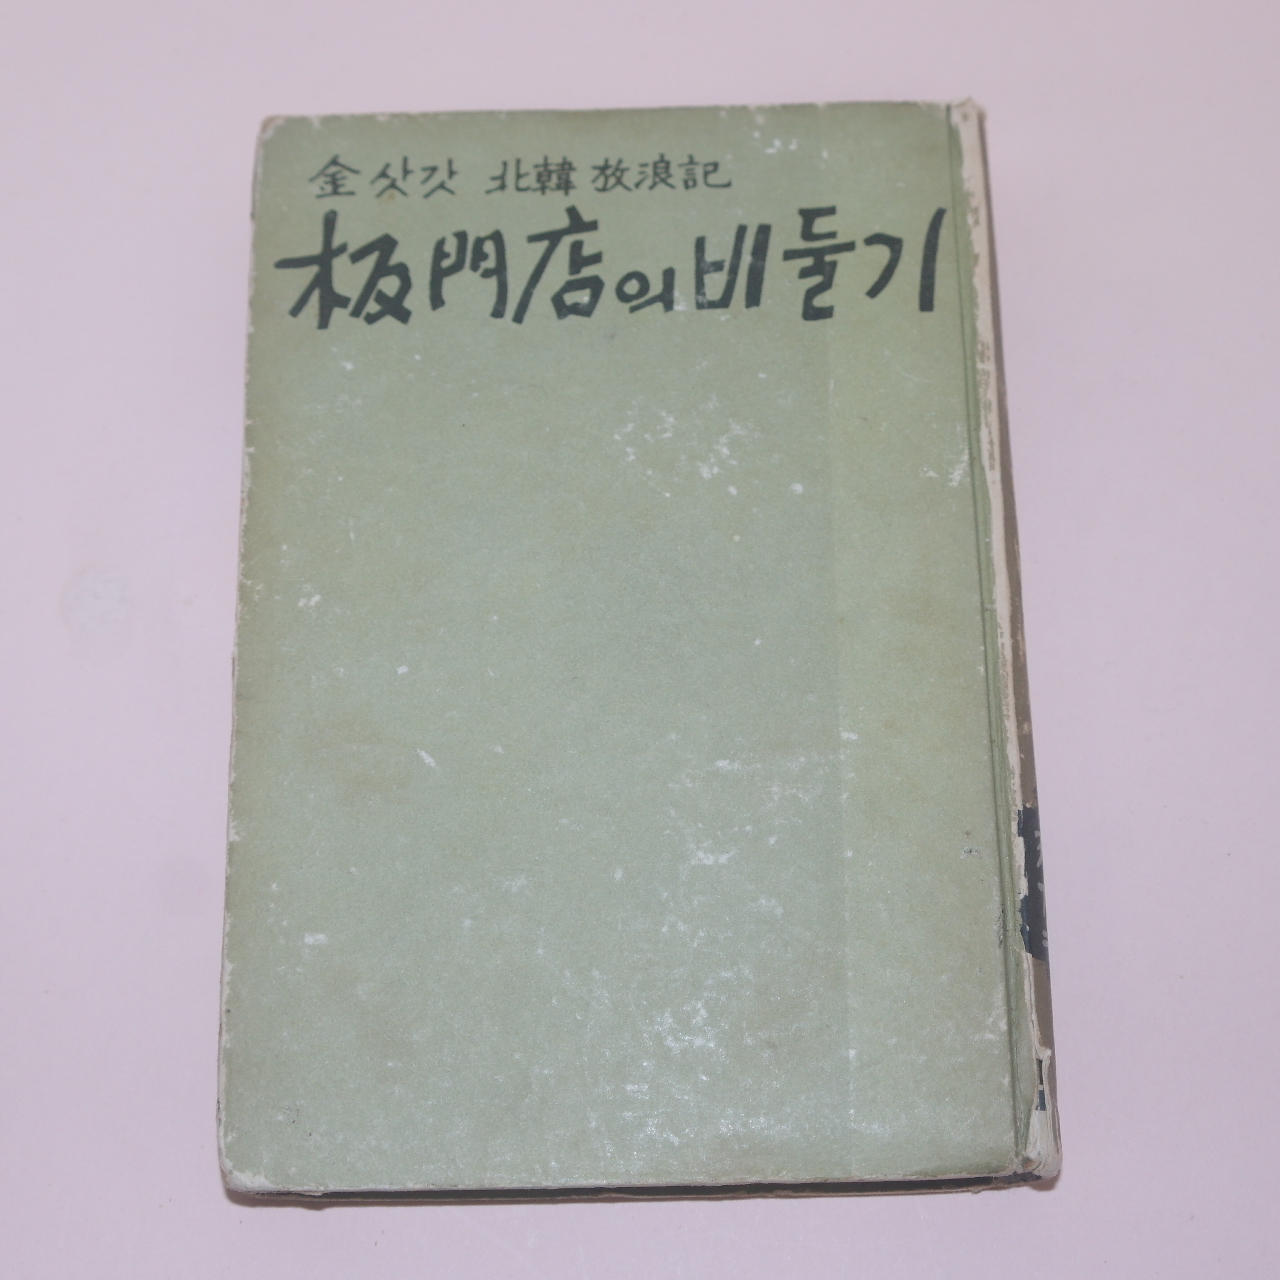 金 삿갓 北韓 放浪記
板門店의 비둘기